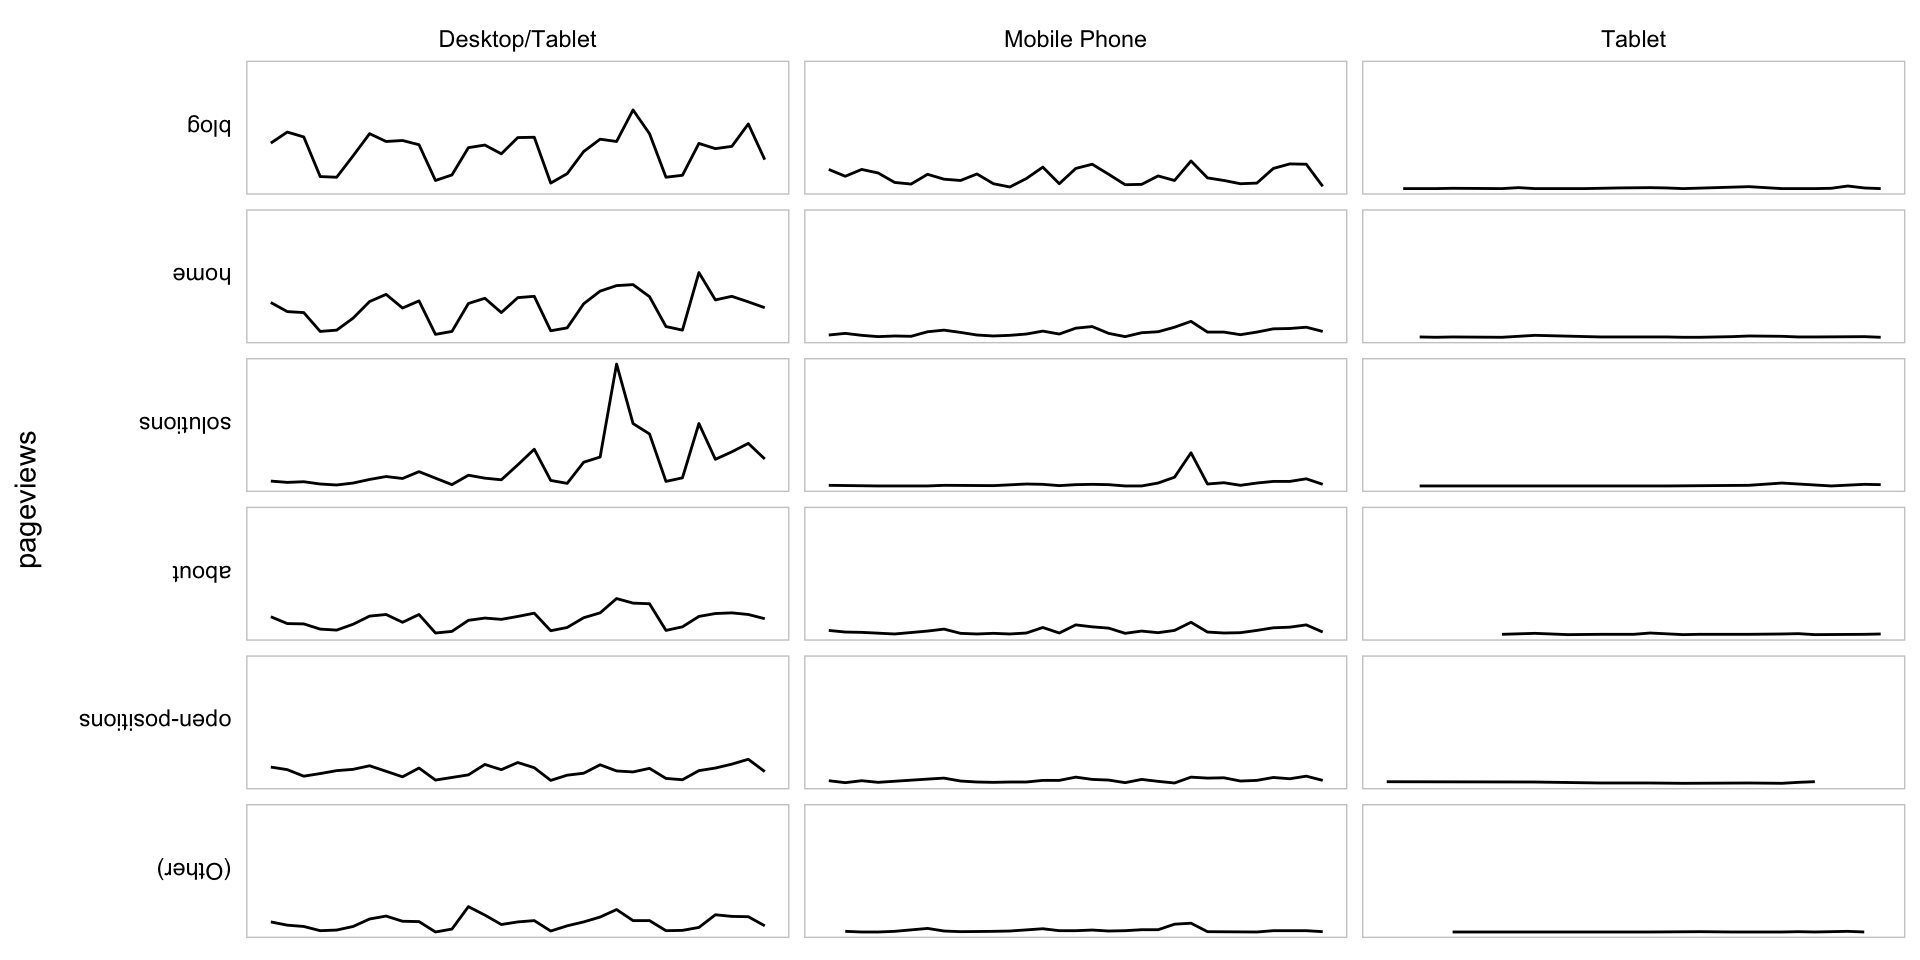 Desktop/Tablet Mobile Phone Tablet
pageviews
blog
home
solutions
about
open-positions
(Other)